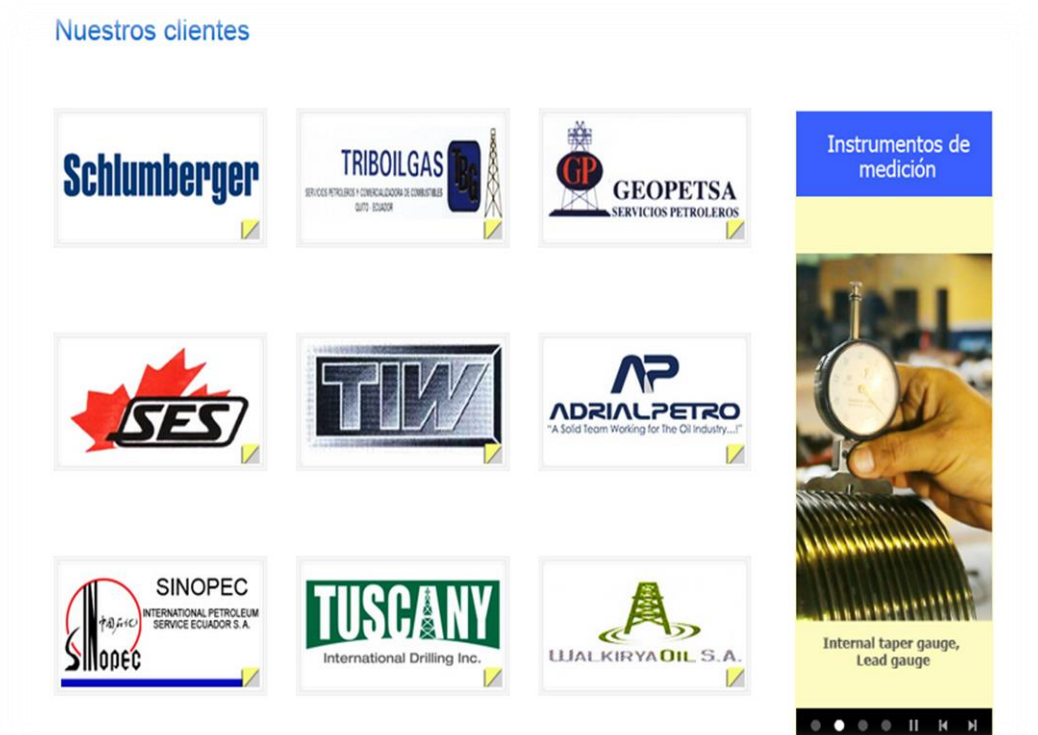 Nuestros clientes
Schlumberger
TRIBOILGAS
TBG
SERVICIOS PETROLEROS Y COMERCIALIZADORA DE COMBUSTIBLES
QUITO - ECUADOR
GP
GEOPETSA
SERVICIOS PETROLEROS
Instrumentos de
medición
SES
TIW
AP
ADRIALPETRO
"A Solid Team Working for The Oil Industry...!"
SINOPEC
INTERNATIONAL PETROLEUM
SERVICE ECUADOR S. A.
SINOPEC
TUSCANY
International Drilling Inc.
WALKIRYAOIL S.A.
Internal taper gauge,
Lead gauge